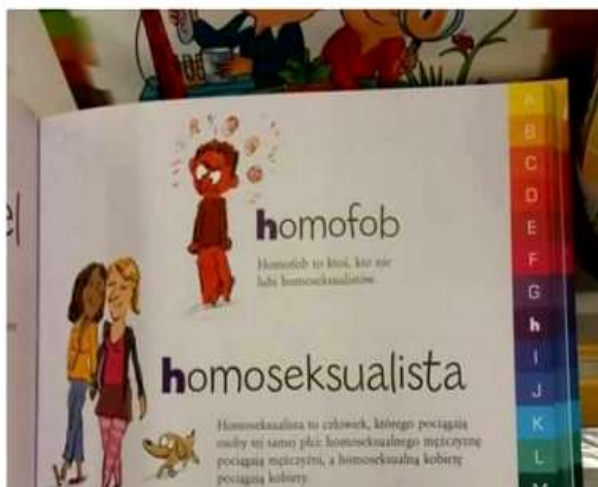 A
B
C
D
E
F
G
h
I
J
K
L
M
homofob
Homofob to ktoś, kto nie
lubi homoseksualistów.
homoseksualista
Homoseksualista to człowiek, którego pociągają
osoby tej samej płci: homoseksualnego mężczyznę
pociągają mężczyźni, a homoseksualną kobietę
pociągają kobiety.